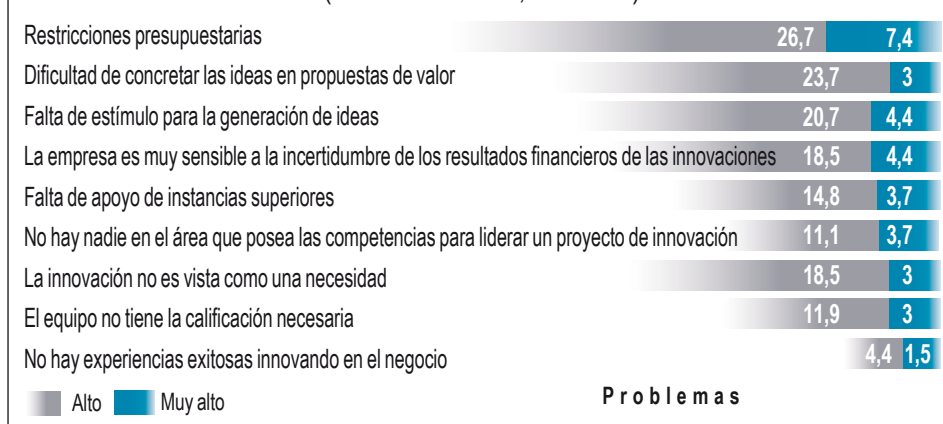 Restricciones presupuestarias 26,7 7,4
Dificultad de concretar las ideas en propuestas de valor 23,7 3
Falta de estímulo para la generación de ideas 20,7 4,4
La empresa es muy sensible a la incertidumbre de los resultados financieros de las innovaciones 18,5 4,4
Falta de apoyo de instancias superiores 14,8 3,7
No hay nadie en el área que posea las competencias para liderar un proyecto de innovación 11,1 3,7
La innovación no es vista como una necesidad 18,5 3
El equipo no tiene la calificación necesaria 11,9 3
No hay experiencias exitosas innovando en el negocio 4,4 1,5
Alto Muy alto Problemas